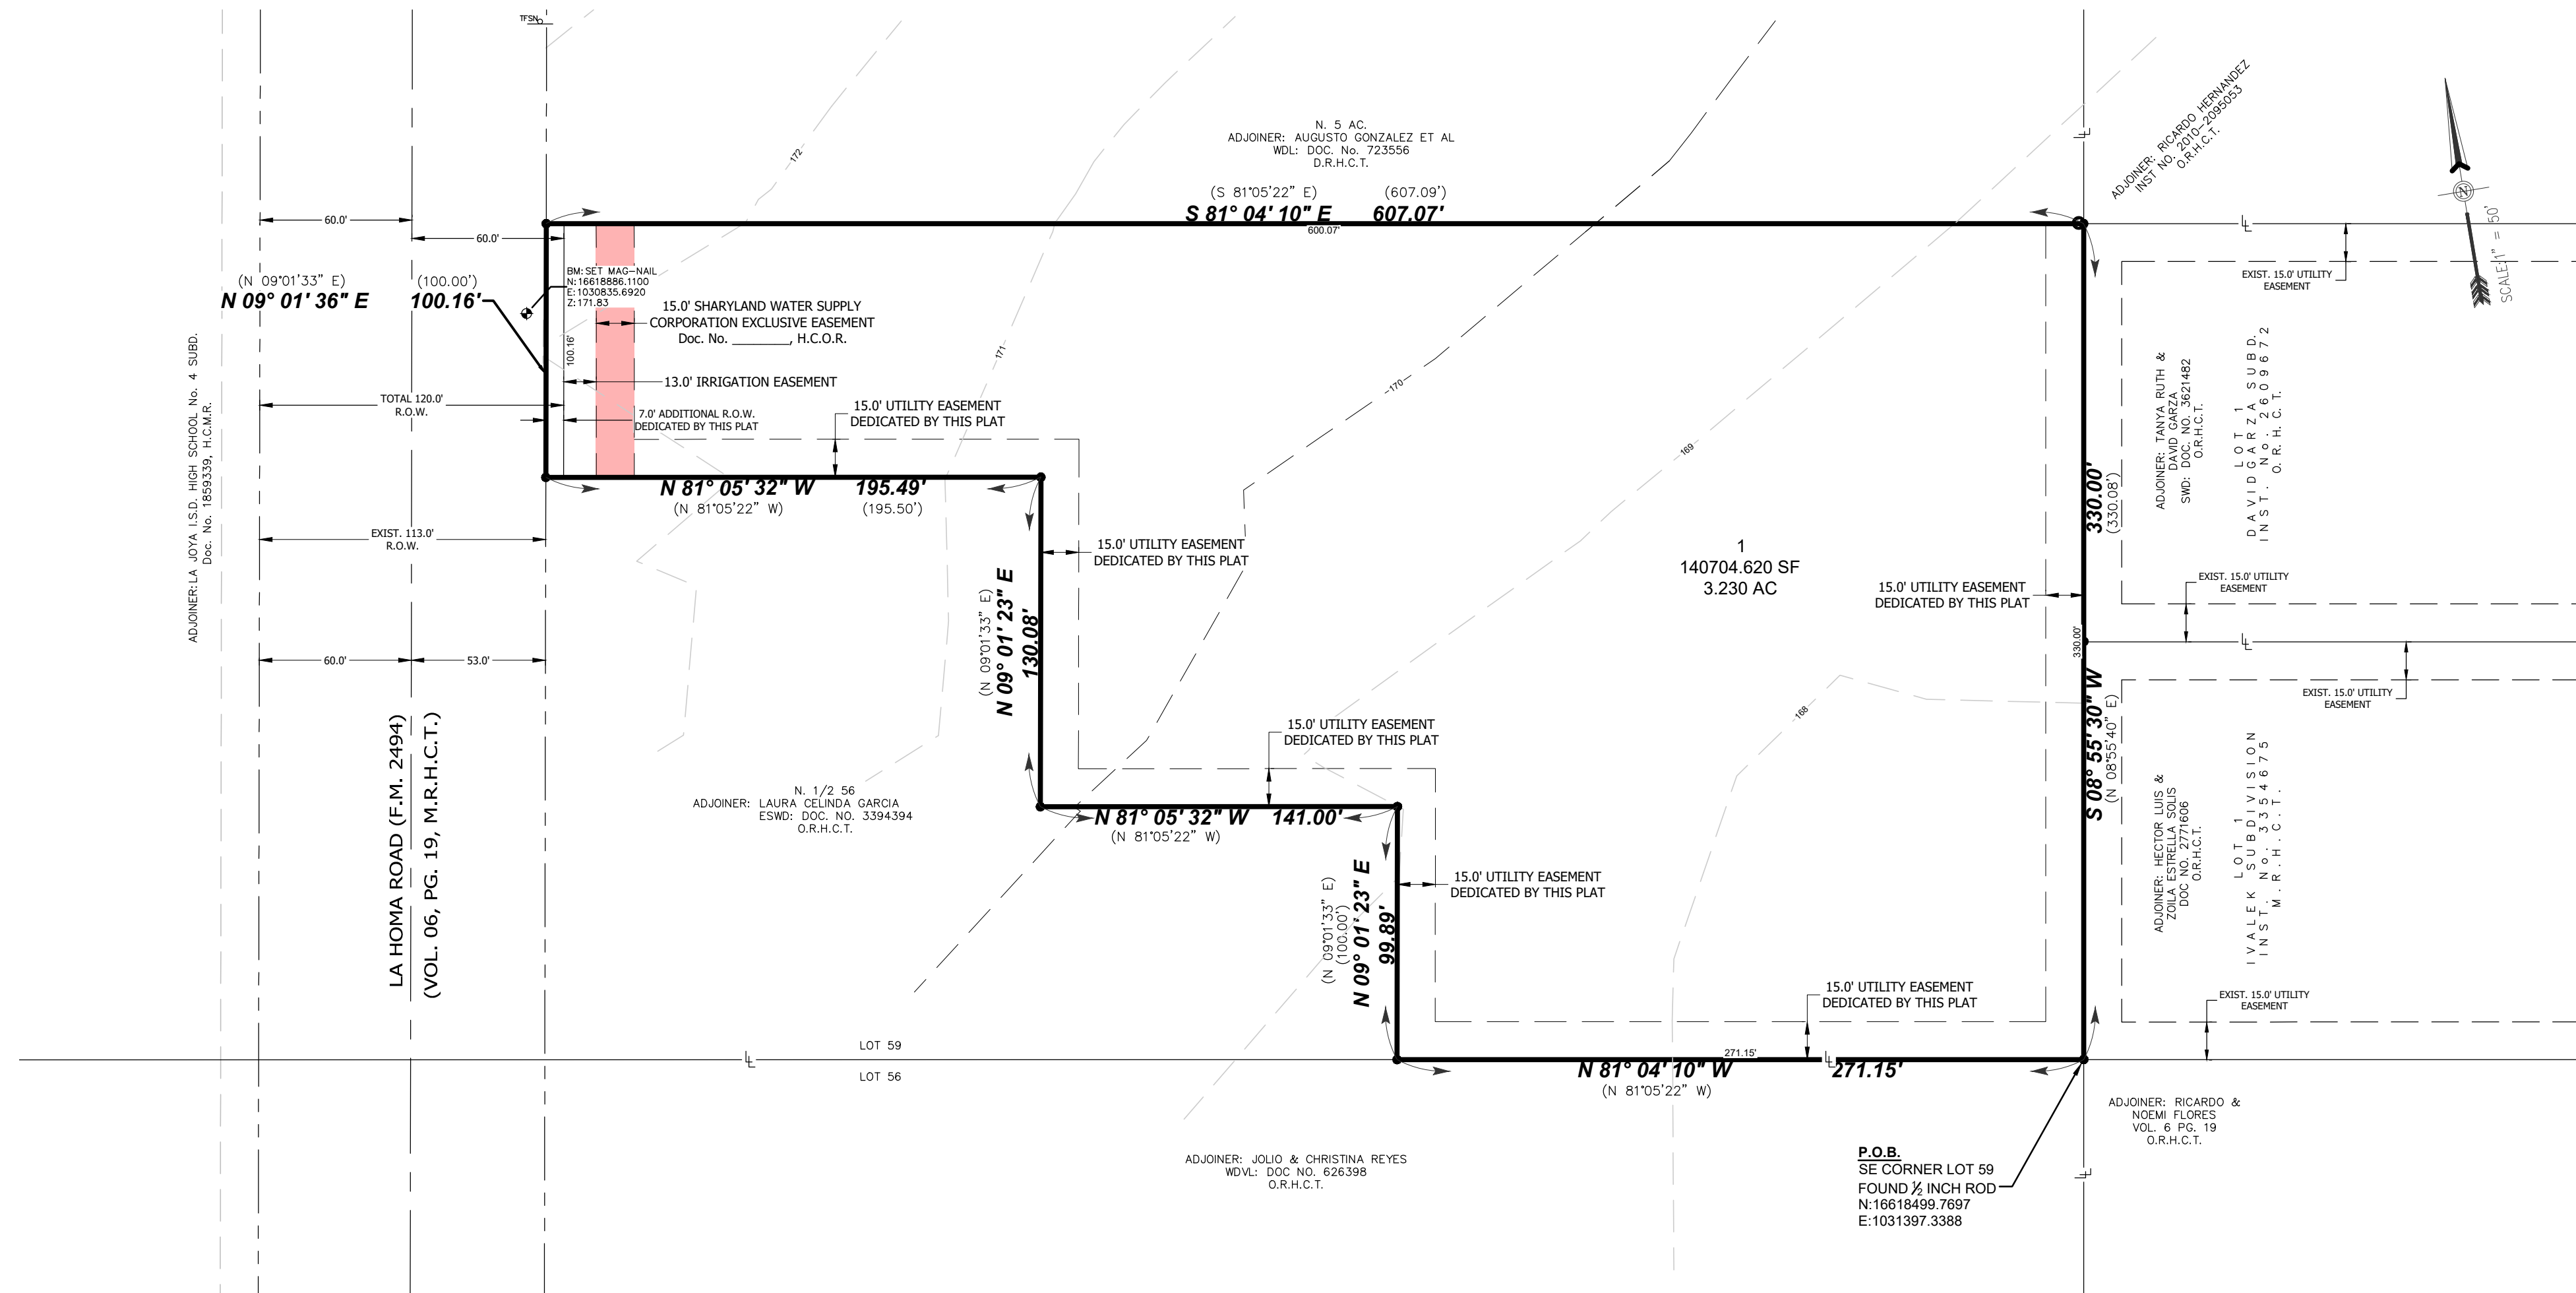 TFSN
N. 5 AC.
ADJOINER: AUGUSTO GONZALEZ ET AL
WDL: DOC. No. 723556
D.R.H.C.T.
(S 81°05'22" E) (607.09')
S 81° 04' 10" E 607.07'
600.07'
ADJOINER: RICARDO HERNANDEZ
INST NO. 2010-2095053
O.R.H.C.T.
N
SCALE:1" = 50'
172
171
170
169
168
60.0'
60.0'
(N 09°01'33" E) (100.00')
N 09° 01' 36" E 100.16'
BM: SET MAG-NAIL
N:16618886.1100
E:1030835.6920
Z:171.83
100.16'
15.0' SHARYLAND WATER SUPPLY
CORPORATION EXCLUSIVE EASEMENT
Doc. No. ________, H.C.O.R.
13.0' IRRIGATION EASEMENT
7.0' ADDITIONAL R.O.W.
DEDICATED BY THIS PLAT
15.0' UTILITY EASEMENT
DEDICATED BY THIS PLAT
TOTAL 120.0'
R.O.W.
EXIST. 113.0'
R.O.W.
60.0'
53.0'
ADJOINER: LA JOYA I.S.D. HIGH SCHOOL No. 4 SUBD.
Doc. No. 1859339, H.C.M.R.
LA HOMA ROAD (F.M. 2494)
(VOL. 06, PG. 19, M.R.H.C.T.)
N 81° 05' 32" W 195.49'
(N 81°05'22" W) (195.50')
15.0' UTILITY EASEMENT
DEDICATED BY THIS PLAT
(N 09°01'33" E)
N 09° 01' 23" E
130.08'
1
140704.620 SF
3.230 AC
15.0' UTILITY EASEMENT
DEDICATED BY THIS PLAT
330.00'
(330.08')
330.00'
S 08° 55' 30" W
(N 08°55'40" E)
EXIST. 15.0' UTILITY
EASEMENT
ADJOINER: TANYA RUTH &
DAVID GARZA
SWD: DOC. NO. 3621482
O.R.H.C.T.
LOT 1
DAVID GARZA SUBD.
INST. No. 2609672
O.R.H.C.T.
EXIST. 15.0' UTILITY
EASEMENT
EXIST. 15.0' UTILITY
EASEMENT
ADJOINER: HECTOR LUIS &
ZOILA ESTRELLA SOLIS
DOC NO. 2771606
O.R.H.C.T.
LOT 1
IVALEK SUBDIVISION
INST. No. 3354675
M.R.H.C.T.
EXIST. 15.0' UTILITY
EASEMENT
N. 1/2 56
ADJOINER: LAURA CELINDA GARCIA
ESWD: DOC. NO. 3394394
O.R.H.C.T.
15.0' UTILITY EASEMENT
DEDICATED BY THIS PLAT
N 81° 05' 32" W 141.00'
(N 81°05'22" W)
15.0' UTILITY EASEMENT
DEDICATED BY THIS PLAT
(N 09°01'33" E)
(100.00')
N 09° 01' 23" E
99.89'
15.0' UTILITY EASEMENT
DEDICATED BY THIS PLAT
LOT 59
LOT 56
271.15'
N 81° 04' 10" W 271.15'
(N 81°05'22" W)
ADJOINER: RICARDO &
NOEMI FLORES
VOL. 6 PG. 19
O.R.H.C.T.
ADJOINER: JOLIO & CHRISTINA REYES
WDVL: DOC NO. 626398
O.R.H.C.T.
P.O.B.
SE CORNER LOT 59
FOUND ½ INCH ROD
N:16618499.7697
E:1031397.3388